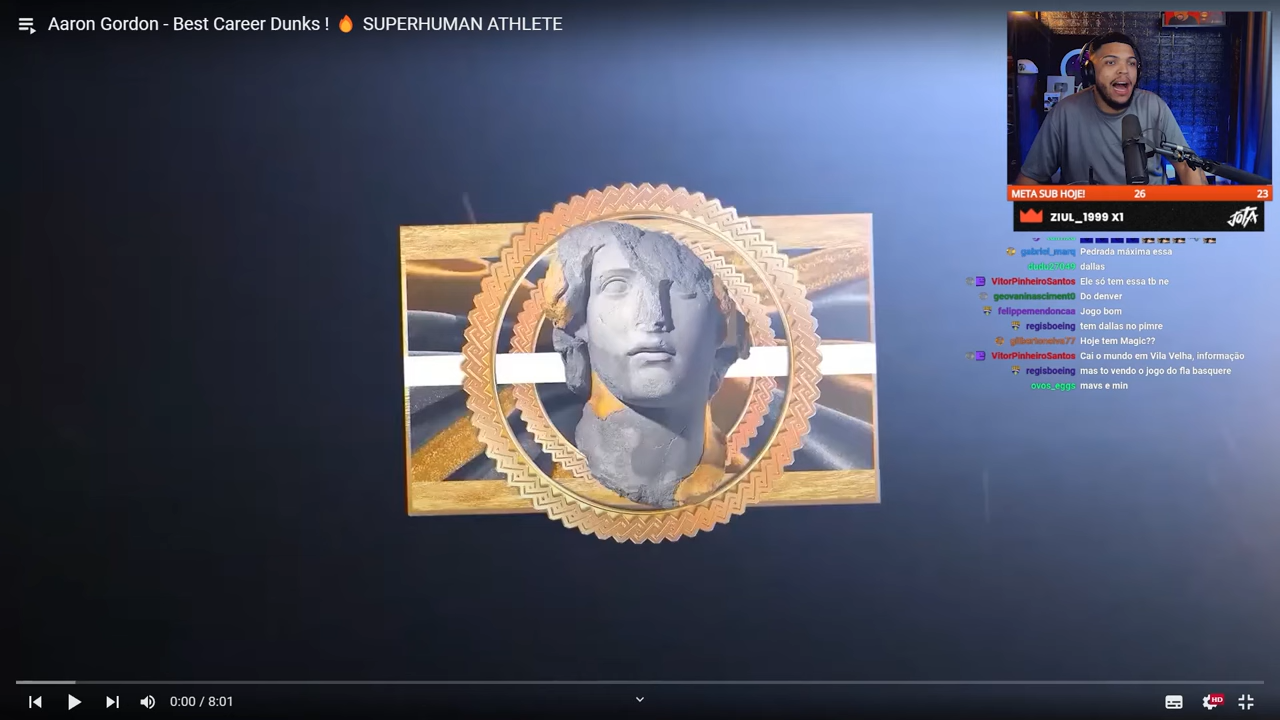 Aaron Gordon - Best Career Dunks ! 🔥 SUPERHUMAN ATHLETE
META SUB HOJE! 26 23
ZIUL_1999 X1 JOTA
gabriel_marq Pedrada máxima essa
dallas
VitorPinheiroSantos Ele só tem essa tb ne
geovaninasciment0 Do denver
felippemendoncaa Jogo bom
regisboeing tem dallas no pimre
Hoje tem Magic??
VitorPinheiroSantos Cai o mundo em Vila Velha, informação
regisboeing mas to vendo o jogo do fla basquere
ovos_eggs mavs e min
0:00 / 8:01
HD